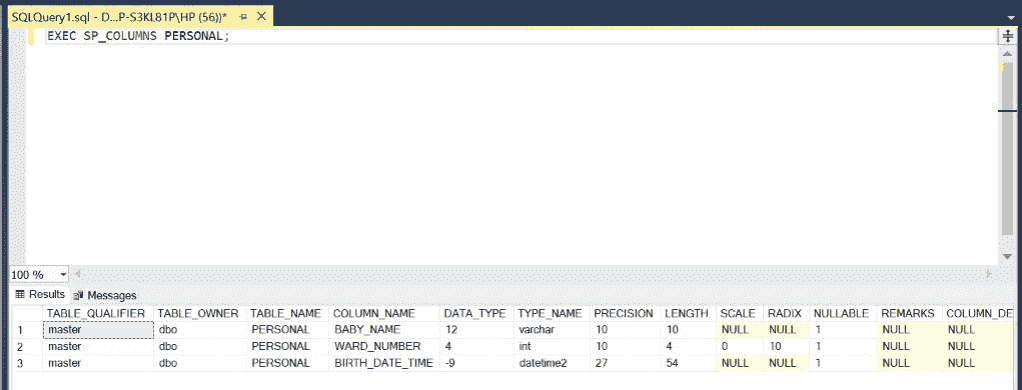 SQLQuery1.sql - D...P-S3KL81P\HP (56))*
EXEC SP_COLUMNS PERSONAL;
100 %
Results Messages
TABLE_QUALIFIER TABLE_OWNER TABLE_NAME COLUMN_NAME DATA_TYPE TYPE_NAME PRECISION LENGTH SCALE RADIX NULLABLE REMARKS COLUMN_DE
1 master dbo PERSONAL BABY_NAME 12 varchar 10 10 NULL NULL 1 NULL NULL
2 master dbo PERSONAL WARD_NUMBER 4 int 10 4 0 10 1 NULL NULL
3 master dbo PERSONAL BIRTH_DATE_TIME -9 datetime2 27 54 NULL NULL 1 NULL NULL